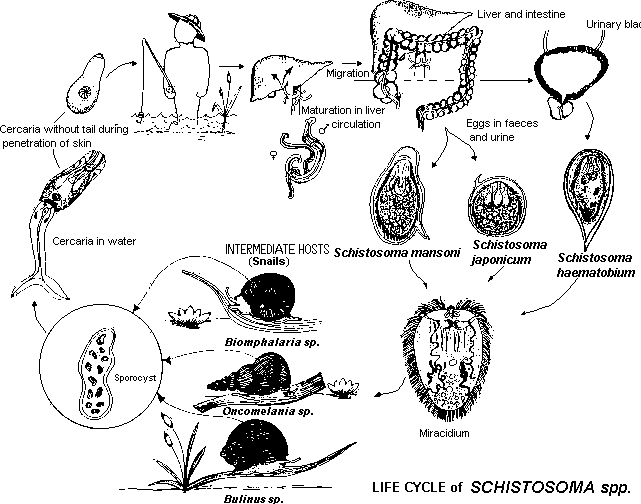 Liver and intestine
Urinary blac
Migration
Maturination in liver
circulation
♂
♀
Cercaria without tail during
penetration of skin
Eggs in faeces
and urine
Cercaria in water
INTERMEDIATE HOSTS
(Snails)
Schistosoma mansoni
Schistosoma
japonicum
Schistosoma
haematobium
Biomphalaria sp.
Sporocyst
Oncomelania sp.
Miracidium
Bulinus sp.
LIFE CYCLE of SCHISTOSOMA spp.